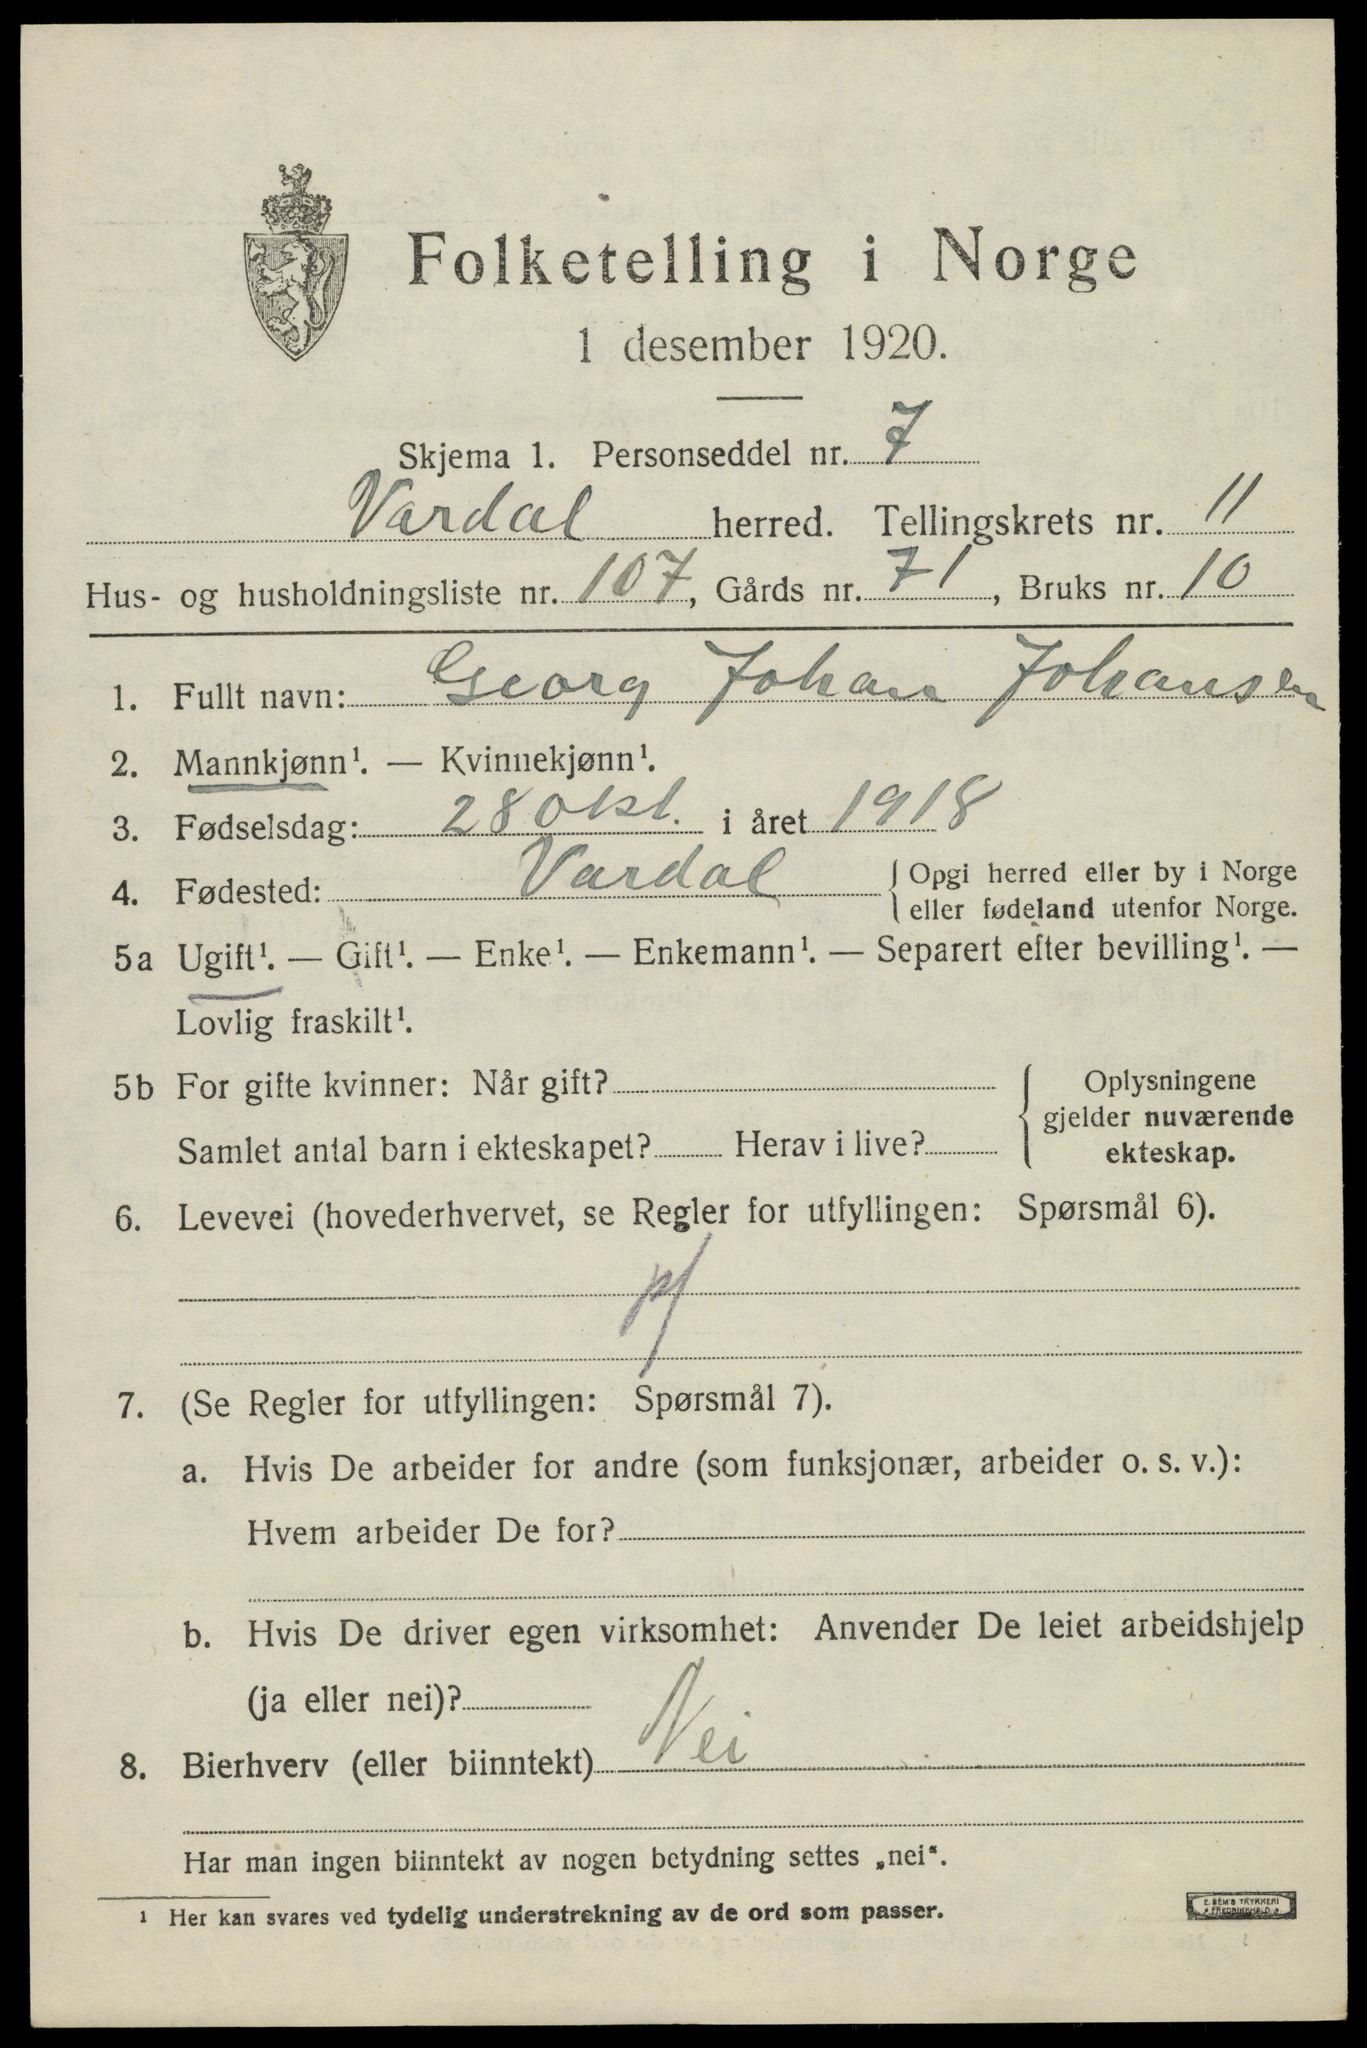 Folketelling i Norge
1 desember 1920.
Skjema 1. Personseddel nr. 7
Vardal herred. Tellingskrets nr. 11
Hus- og husholdningsliste nr. 107, Gårds nr. 71, Bruks nr. 10
1. Fullt navn: Georg Johan Johansen
2. Mannkjønn¹. — Kvinnekjønn¹.
3. Fødselsdag: 28 okt. i året 1918
4. Fødested: Vardal { Opgi herred eller by i Norge
eller fødeland utenfor Norge.
5a Ugift¹. — Gift¹. — Enke¹. — Enkemann¹. — Separert efter bevilling¹. —
Lovlig fraskilt¹.
5b For gifte kvinner: Når gift?
Samlet antal barn i ekteskapet? Herav i live?
{ Oplysningene
gjelder nuværende
ekteskap.
6. Levevei (hovederhvervet, se Regler for utfyllingen: Spørsmål 6).
7. (Se Regler for utfyllingen: Spørsmål 7).
a. Hvis De arbeider for andre (som funksjonær, arbeider o. s. v.):
Hvem arbeider De for?
b. Hvis De driver egen virksomhet: Anvender De leiet arbeidshjelp
(ja eller nei)?
8. Bierhverv (eller biinntekt) Nei
Har man ingen biinntekt av nogen betydning settes „nei“.
¹ Her kan svares ved tydelig understrekning av de ord som passer.
E. SEM'S TRYKKERI
FREDRIKSHALD